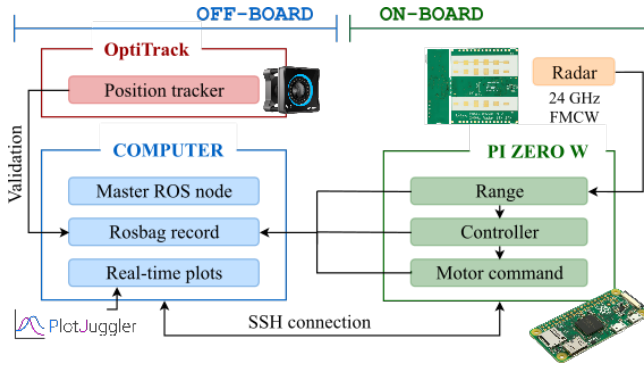 OFF-BOARD
ON-BOARD
OptiTrack
Position tracker
Radar
24 GHz
FMCW
Validation
COMPUTER
Master ROS node
Rosbag record
Real-time plots
PI ZERO W
Range
Controller
Motor command
PlotJuggler
SSH connection